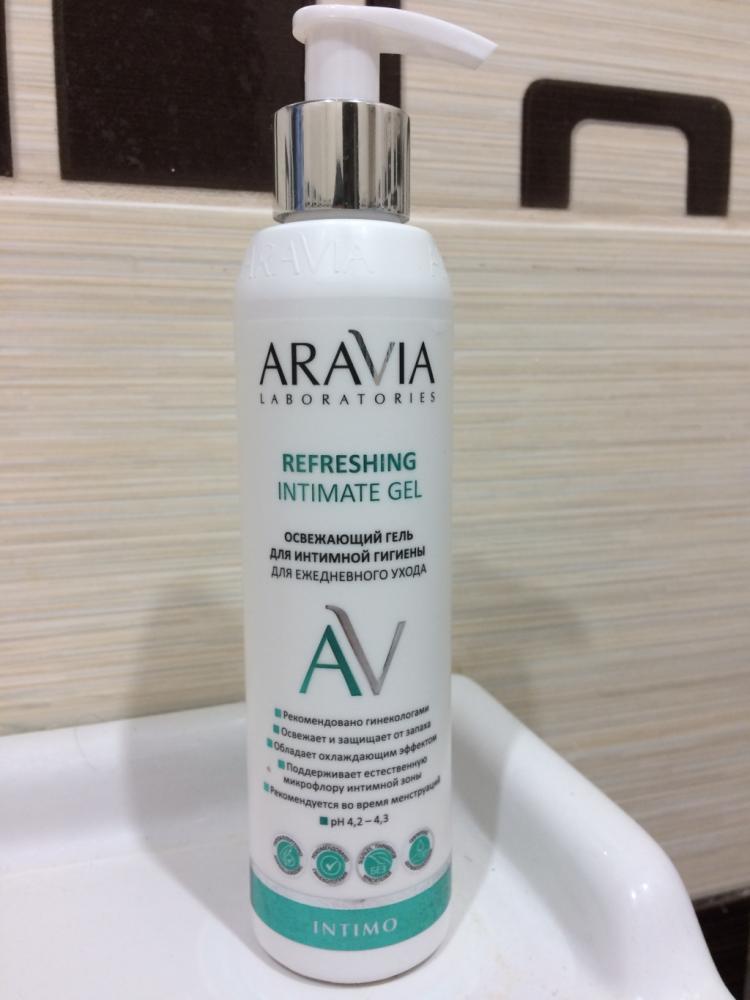 ARAVIA
ARAVIA
LABORATORIES
REFRESHING
INTIMATE GEL
ОСВЕЖАЮЩИЙ ГЕЛЬ
ДЛЯ ИНТИМНОЙ ГИГИЕНЫ
ДЛЯ ЕЖЕДНЕВНОГО УХОДА
AV
Рекомендовано гинекологами
Освежает и защищает от запаха
Обладает охлаждающим эффектом
Поддерживает естественную
микрофлору интимной зоны
Рекомендуется во время менструаций
pH 4,2 – 4,3
БЕЗ
INTIMO